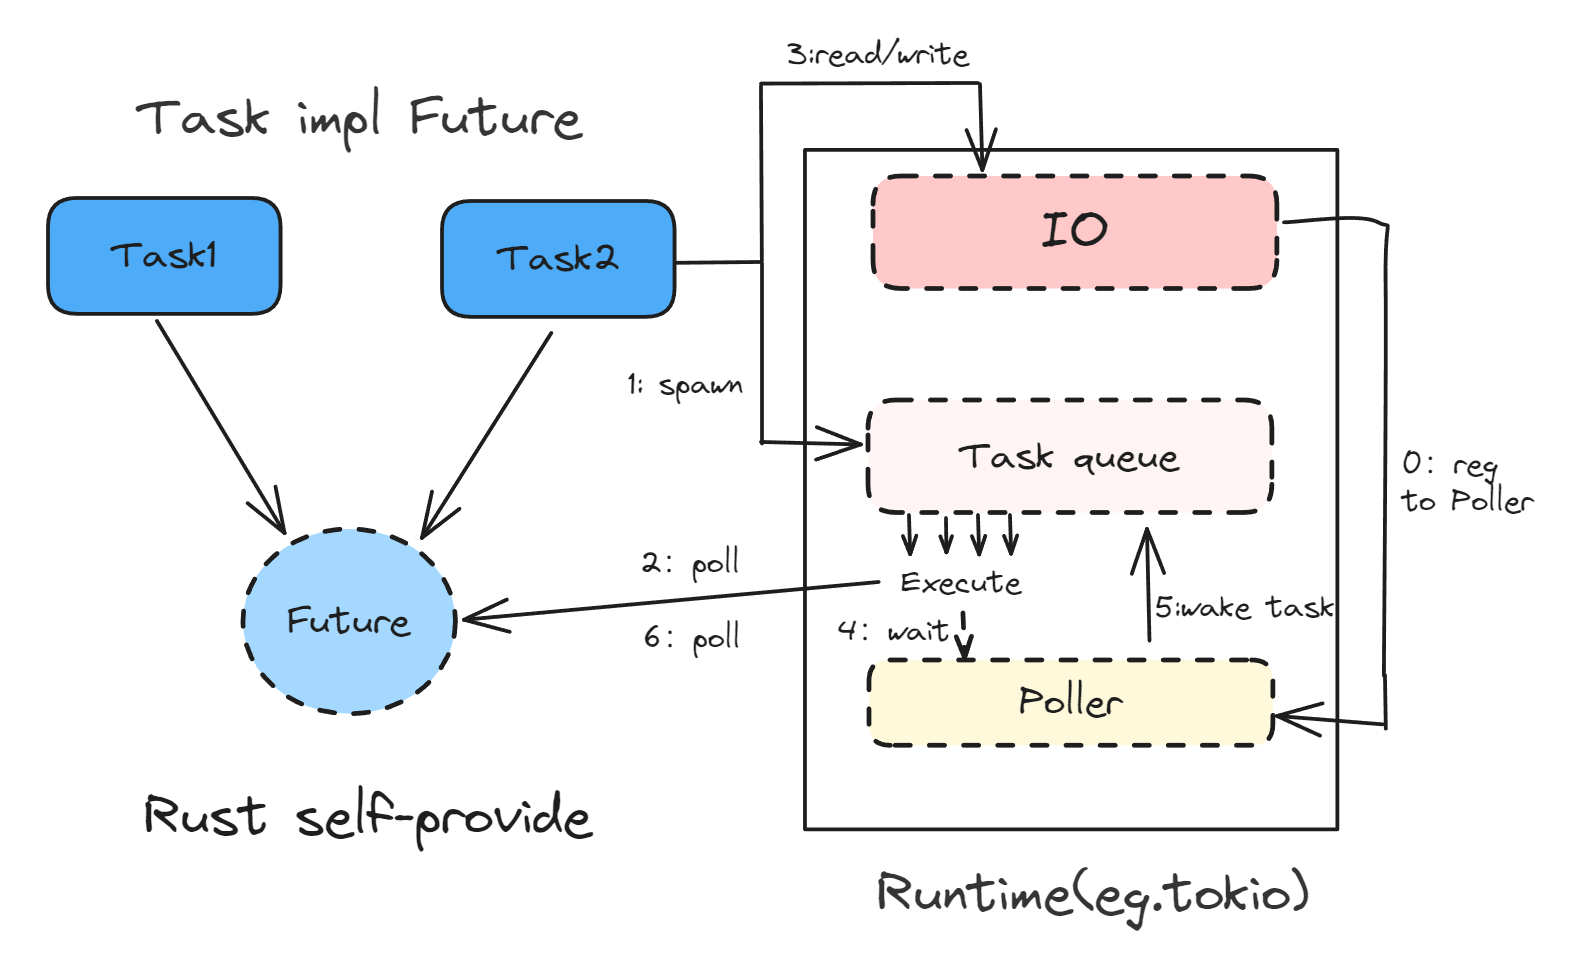 3:read/write
Task impl Future
IO
Task1
Task2
1: spawn
Task queue
0: reg
to Poller
2: poll
Execute
Future
6: poll
4: wait
5:wake task
Poller
Rust self-provide
Runtime(eg.tokio)